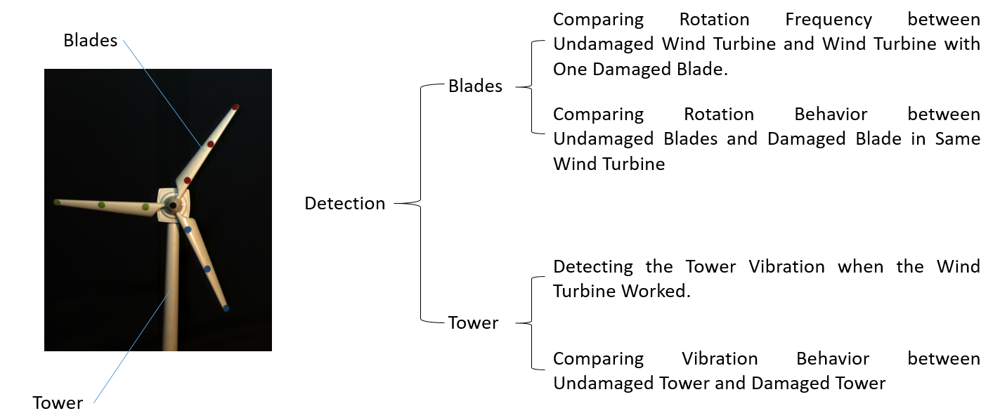 Blades
Tower
Detection
Blades
Comparing Rotation Frequency between
Undamaged Wind Turbine and Wind Turbine with
One Damaged Blade.
Comparing Rotation Behavior between
Undamaged Blades and Damaged Blade in Same
Wind Turbine
Tower
Detecting the Tower Vibration when the Wind
Turbine Worked.
Comparing Vibration Behavior between
Undamaged Tower and Damaged Tower